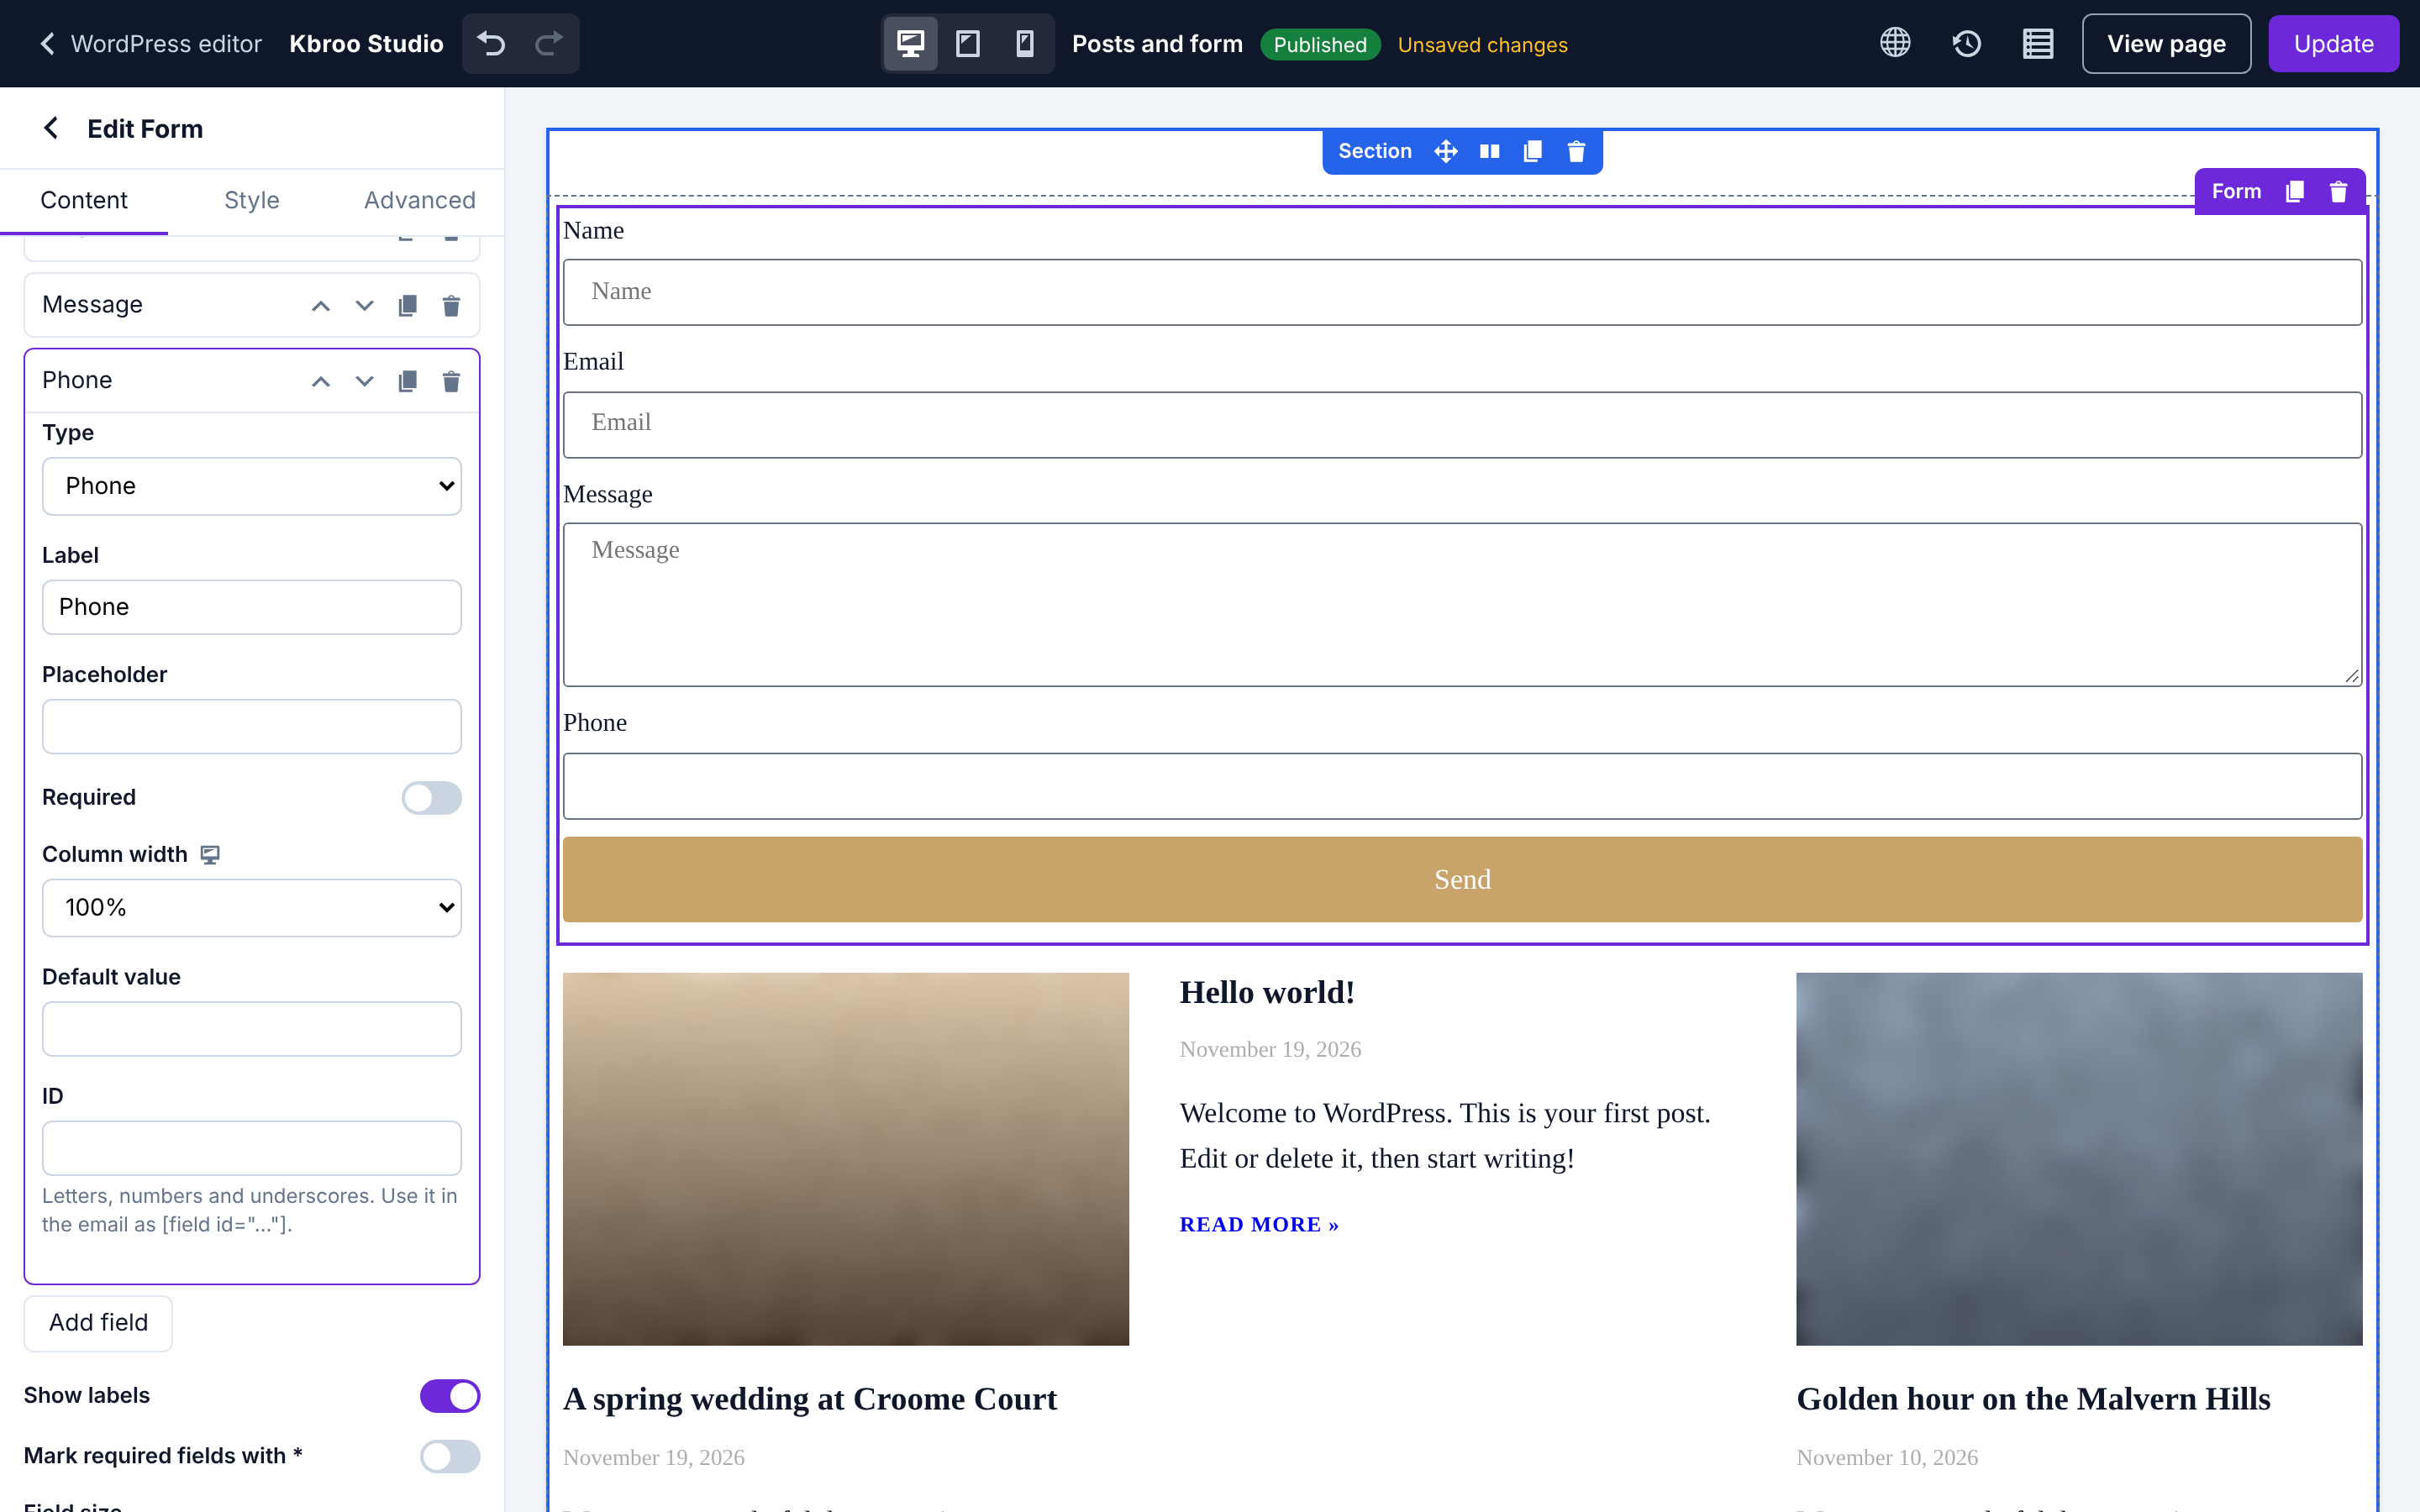 WordPress editor
Kbroo Studio
Posts and form
Published
Unsaved changes
View page
Update
Edit Form
Content
Style
Advanced
Message
Phone
Type
Phone
Label
Phone
Placeholder
Required
Column width
100%
Default value
ID
Letters, numbers and underscores. Use it in
the email as [field id="..."].
Add field
Show labels
Mark required fields with *
Field size
Section
Form
Name
Name
Email
Email
Message
Message
Phone
Send
Hello world!
November 19, 2026
Welcome to WordPress. This is your first post.
Edit or delete it, then start writing!
READ MORE »
A spring wedding at Croome Court
November 19, 2026
Golden hour on the Malvern Hills
November 10, 2026